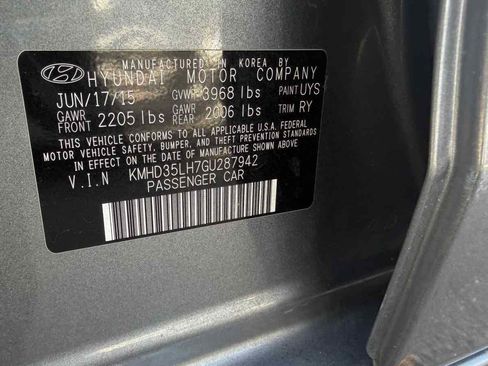 MANUFACTURED IN KOREA BY
HYUNDAI MOTOR COMPANY
JUN/17/15 GVWR 3968 lbs PAINT UYS
GAWR FRONT 2205 lbs GAWR REAR 2006 lbs TRIM RY
THIS VEHICLE CONFORMS TO ALL APPLICABLE U.S.A. FEDERAL
MOTOR VEHICLE SAFETY, BUMPER, AND THEFT PREVENTION STANDARDS
IN EFFECT ON THE DATE OF MANUFACTURE SHOWN ABOVE
V.I.N KMHD35LH7GU287942
PASSENGER CAR